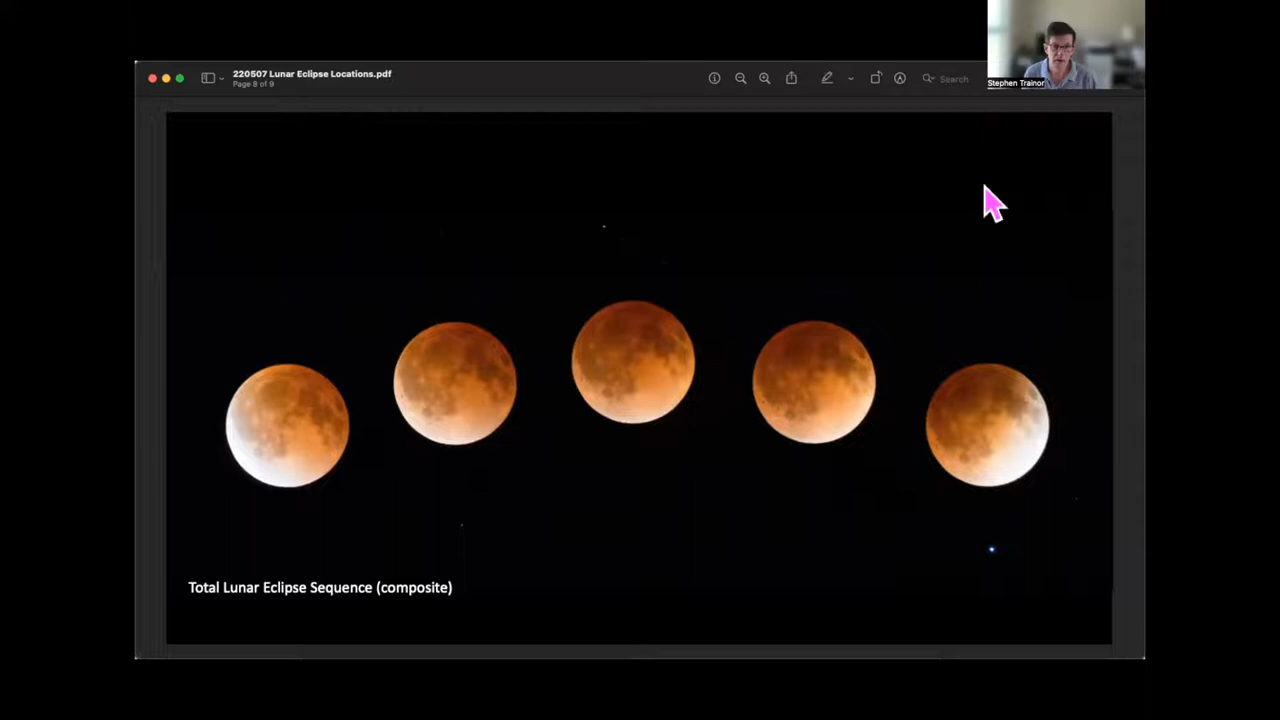 220507 Lunar Eclipse Locations.pdf
Page 8 of 9
Search
Stephen Trainor
Total Lunar Eclipse Sequence (composite)